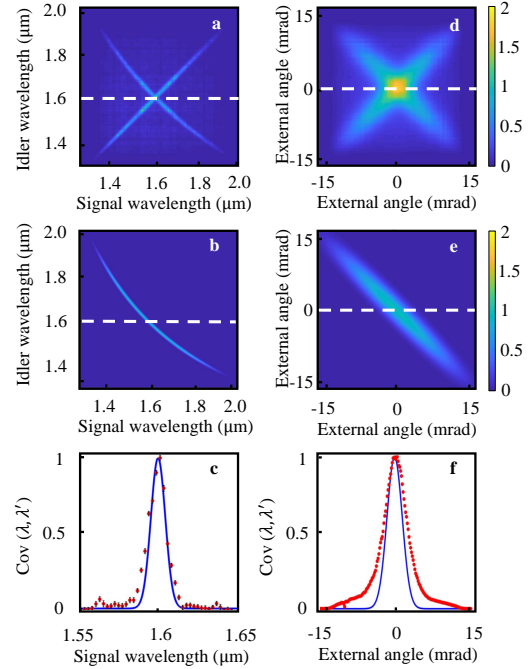 a
2.0
1.8
1.6
1.4
Idler wavelength (μm)
1.4 1.6 1.8 2.0
Signal wavelength (μm)
d
15
0
-15
External angle (mrad)
-15 0 15
External angle (mrad)
2
1.5
1
0.5
0
b
2.0
1.8
1.6
1.4
Idler wavelength (μm)
1.4 1.6 1.8 2.0
Signal wavelength (μm)
e
15
0
-15
External angle (mrad)
-15 0 15
External angle (mrad)
2
1.5
1
0.5
0
c
1
0.5
0
Cov (λ, λ')
1.55 1.6 1.65
Signal wavelength (μm)
f
1
0.5
0
Cov (λ, λ')
-15 0 15
External angle (mrad)